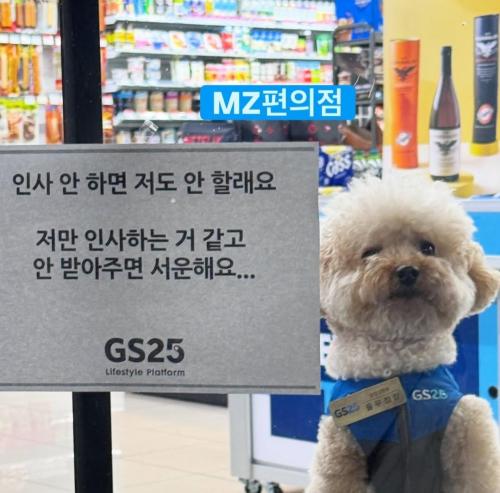 MZ편의점
인사 안 하면 저도 안 할래요
저만 인사하는 거 같고
안 받아주면 서운해요...
GS25
Lifestyle Platform
GS25
GS25